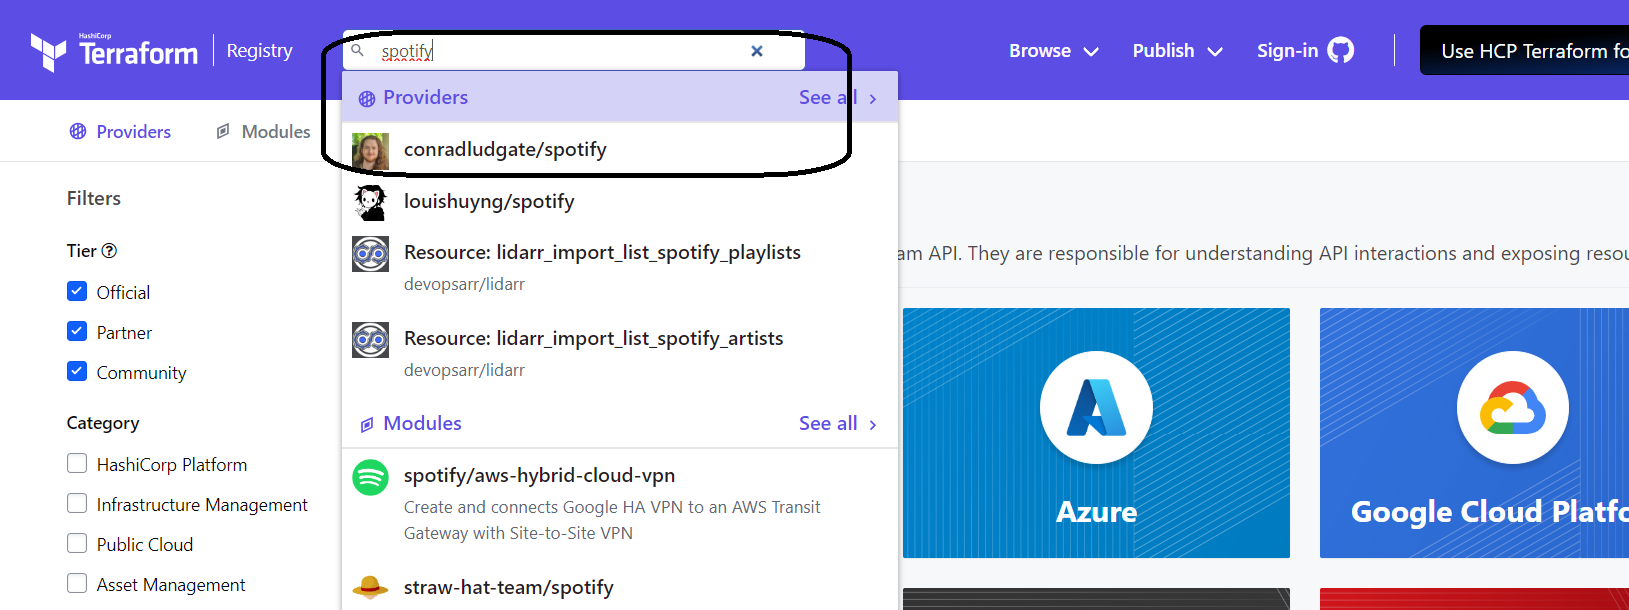 HashiCorp
Terraform
Registry
spotify
Browse
Publish
Sign-in
Use HCP Terraform fo
Providers
See all
Providers
Modules
conradludgate/spotify
Filters
louishuyng/spotify
Tier
Resource: lidarr_import_list_spotify_playlists
am API. They are responsible for understanding API interactions and exposing resou
devopsarr/lidarr
Official
Partner
Resource: lidarr_import_list_spotify_artists
devopsarr/lidarr
Community
Category
Modules
See all
HashiCorp Platform
spotify/aws-hybrid-cloud-vpn
Infrastructure Management
Create and connects Google HA VPN to an AWS Transit
Gateway with Site-to-Site VPN
Azure
Google Cloud Platfo
Public Cloud
Asset Management
straw-hat-team/spotify